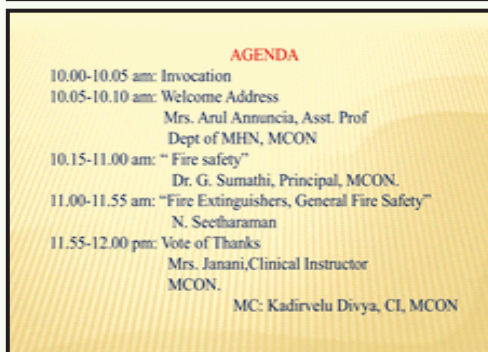 AGENDA
10.00-10.05 am: Invocation
10.05-10.10 am: Welcome Address
Mrs. Arul Annuncia, Asst. Prof
Dept of MHN, MCON
10.15-11.00 am: “ Fire safety”
Dr. G. Sumathi, Principal, MCON.
11.00-11.55 am: “Fire Extinguishers, General Fire Safety”
N. Seetharaman
11.55-12.00 pm: Vote of Thanks
Mrs. Janani,Clinical Instructor
MCON.
MC: Kadirvelu Divya, CI, MCON